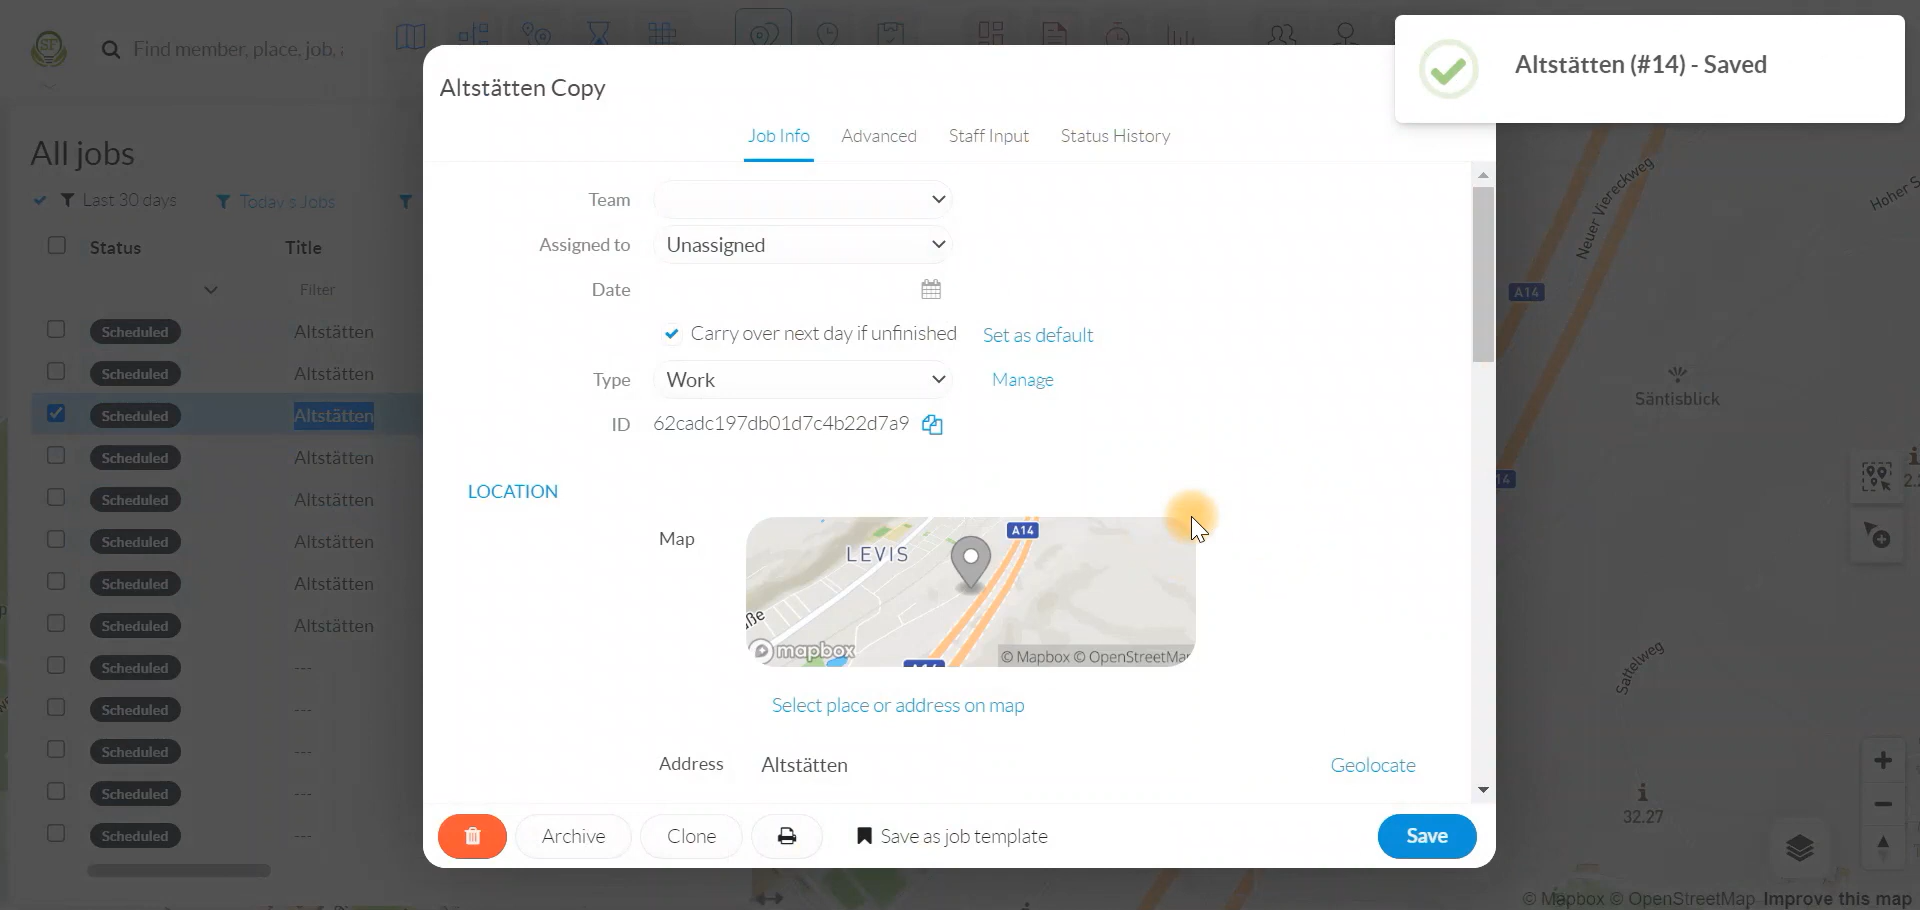 SF
Find member, place, job,
Altstätten (#14) - Saved
Altstätten Copy
Job Info
Advanced
Staff Input
Status History
All jobs
Last 30 days
Today's Jobs
Status
Title
Filter
Scheduled
Altstätten
Scheduled
Altstätten
Scheduled
Altstätten
Scheduled
Altstätten
Scheduled
Altstätten
Scheduled
Altstätten
Scheduled
Altstätten
Scheduled
Altstätten
Scheduled
---
Scheduled
---
Scheduled
---
Scheduled
---
Scheduled
---
Team
Assigned to
Unassigned
Date
Carry over next day if unfinished
Set as default
Type
Work
Manage
ID
62cadc197db01d7c4b22d7a9
LOCATION
Map
LEVIS
A14
mapbox
© Mapbox © OpenStreetMap
Select place or address on map
Address
Altstätten
Geolocate
Archive
Clone
Save as job template
Save
Neuer Viereckweg
Hoher S
A14
Säntisblick
14
Sattelweg
32.27
© Mapbox © OpenStreetMap Improve this map